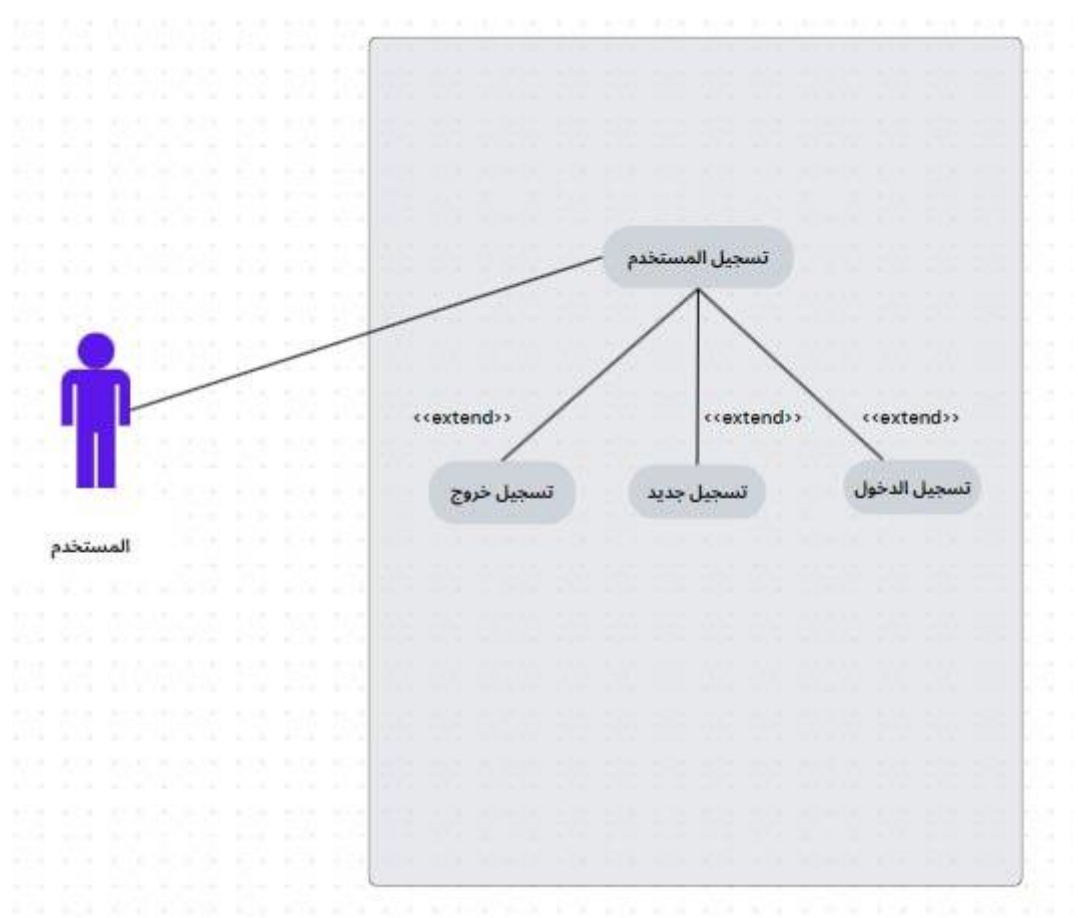 تسجيل المستخدم
<<extend>>
<<extend>>
<<extend>>
تسجيل الدخول
تسجيل جديد
تسجيل خروج
المستخدم